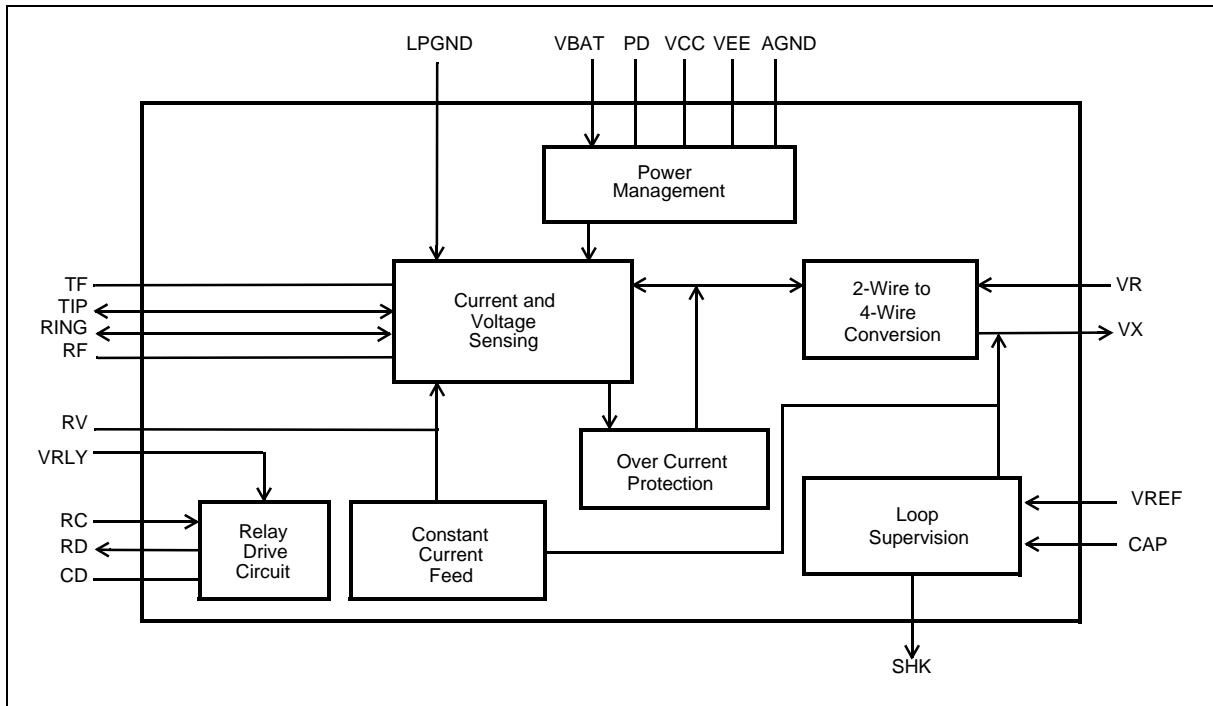 LPGND
VBAT
PD
VCC
VEE
AGND
Power
Management
TF
TIP
RING
RF
Current and
Voltage
Sensing
2-Wire to
4-Wire
Conversion
VR
VX
RV
VRLY
Over Current
Protection
RC
RD
CD
Relay
Drive
Circuit
Constant
Current
Feed
Loop
Supervision
VREF
CAP
SHK